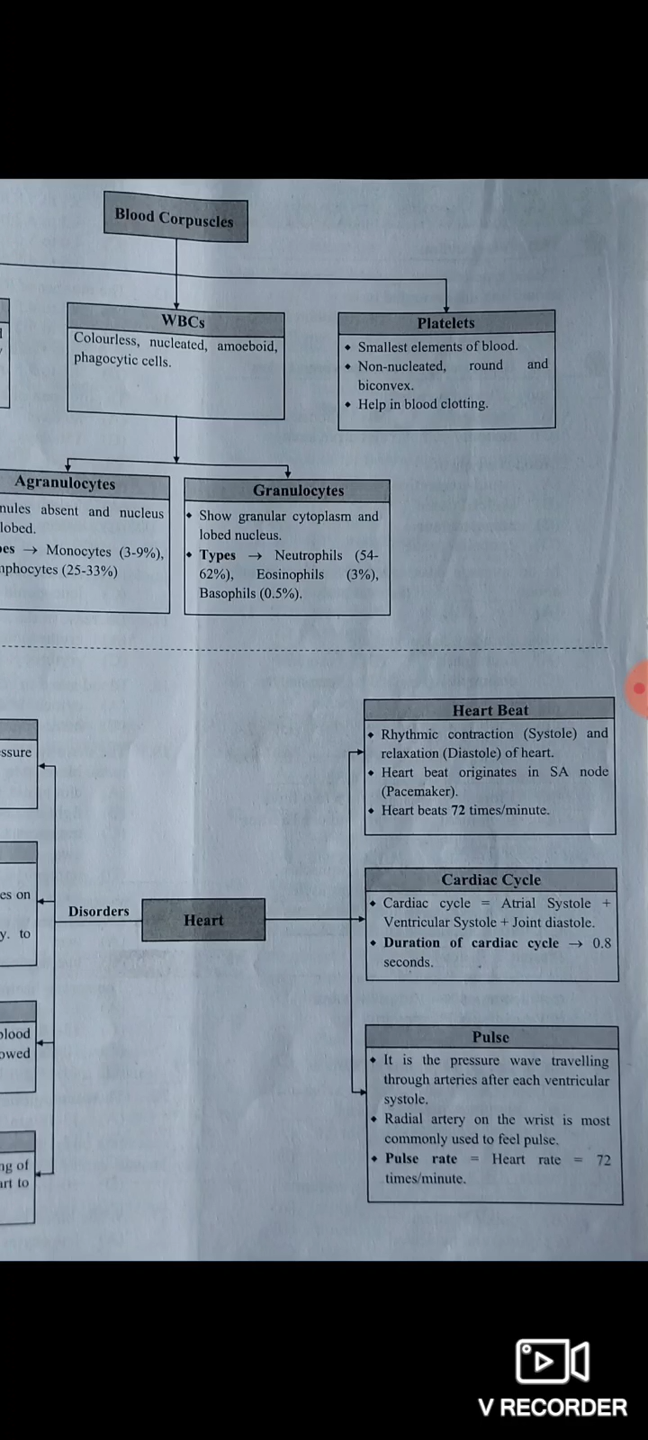 Blood Corpuscles
WBCs
Colourless, nucleated, amoeboid,
phagocytic cells.
Platelets
• Smallest elements of blood.
• Non-nucleated, round and
biconvex.
• Help in blood clotting.
Agranulocytes
nules absent and nucleus
lobed.
es → Monocytes (3-9%),
nphocytes (25-33%)
Granulocytes
• Show granular cytoplasm and
lobed nucleus.
• Types → Neutrophils (54-
62%), Eosinophils (3%),
Basophils (0.5%).
ssure
es on
y. to
lood
owed
ng of
art to
Disorders
Heart
Heart Beat
• Rhythmic contraction (Systole) and
relaxation (Diastole) of heart.
• Heart beat originates in SA node
(Pacemaker).
• Heart beats 72 times/minute.
Cardiac Cycle
• Cardiac cycle = Atrial Systole +
Ventricular Systole + Joint diastole.
• Duration of cardiac cycle → 0.8
seconds.
Pulse
• It is the pressure wave travelling
through arteries after each ventricular
systole.
• Radial artery on the wrist is most
commonly used to feel pulse.
• Pulse rate = Heart rate = 72
times/minute.
V RECORDER